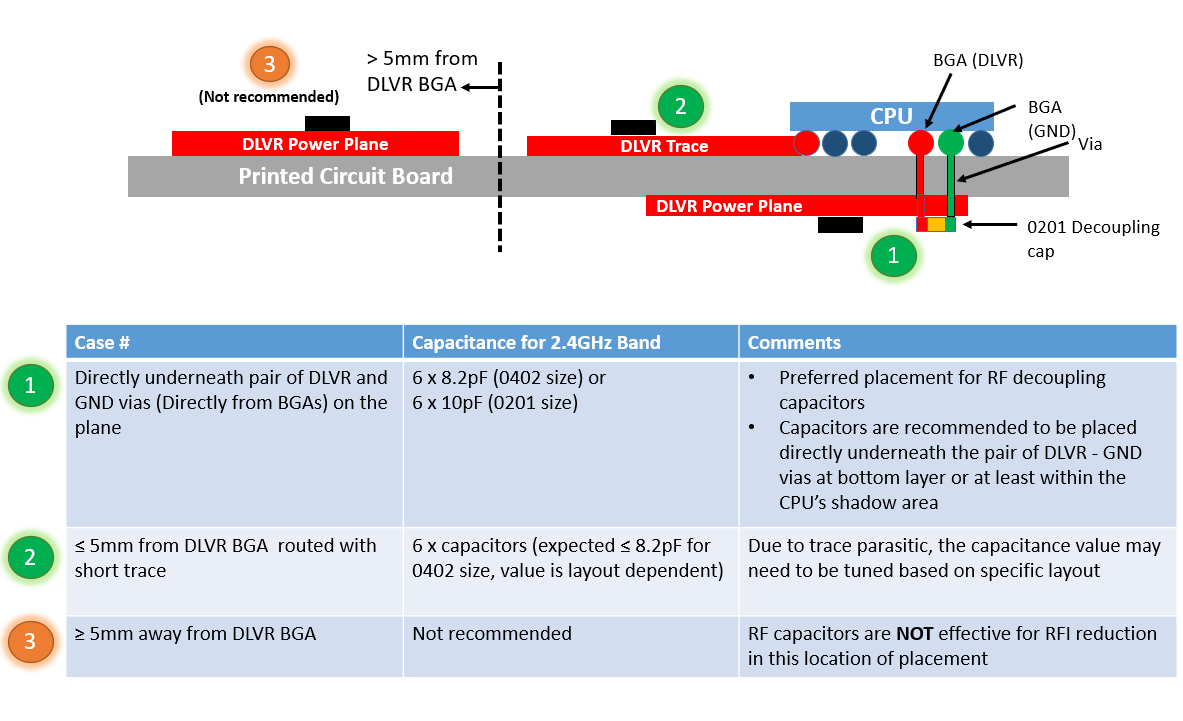 3
(Not recommended)
> 5mm from
DLVR BGA
2
BGA (DLVR)
BGA
(GND)
Via
CPU
DLVR Power Plane
DLVR Trace
Printed Circuit Board
DLVR Power Plane
0201 Decoupling
cap
1
Case #
Capacitance for 2.4GHz Band
Comments
1
Directly underneath pair of DLVR and
GND vias (Directly from BGAs) on the
plane
6 x 8.2pF (0402 size) or
6 x 10pF (0201 size)
• Preferred placement for RF decoupling
capacitors
• Capacitors are recommended to be placed
directly underneath the pair of DLVR - GND
vias at bottom layer or at least within the
CPU’s shadow area
2
≤ 5mm from DLVR BGA routed with
short trace
6 x capacitors (expected ≤ 8.2pF for
0402 size, value is layout dependent)
Due to trace parasitic, the capacitance value may
need to be tuned based on specific layout
3
≥ 5mm away from DLVR BGA
Not recommended
RF capacitors are NOT effective for RFI reduction
in this location of placement